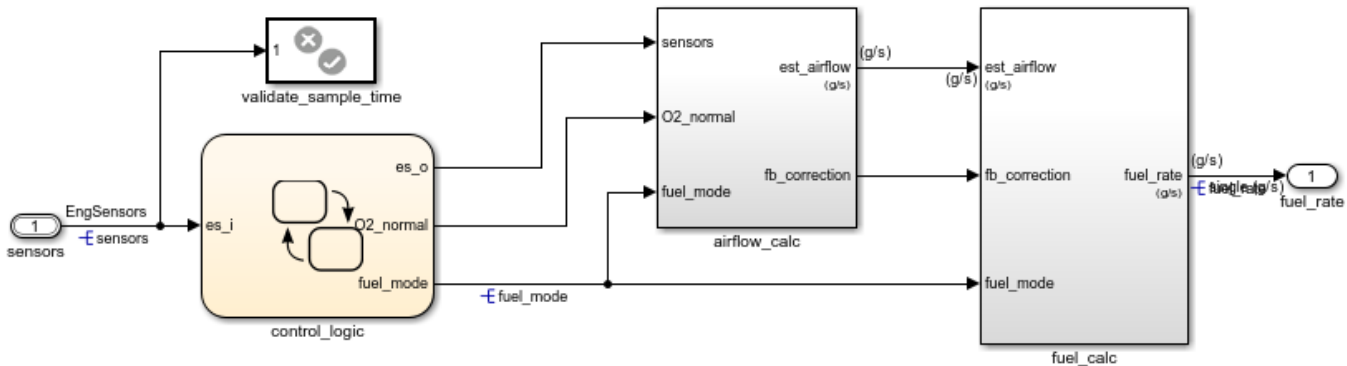 1
validate_sample_time
1
sensors
EngSensors
sensors
es_i
es_o
O2_normal
fuel_mode
control_logic
fuel_mode
sensors
O2_normal
fuel_mode
est_airflow
(g/s)
fb_correction
airflow_calc
(g/s)
(g/s)
est_airflow
(g/s)
fb_correction
fuel_mode
fuel_rate
(g/s)
fuel_calc
(g/s)
1
fuel_rate